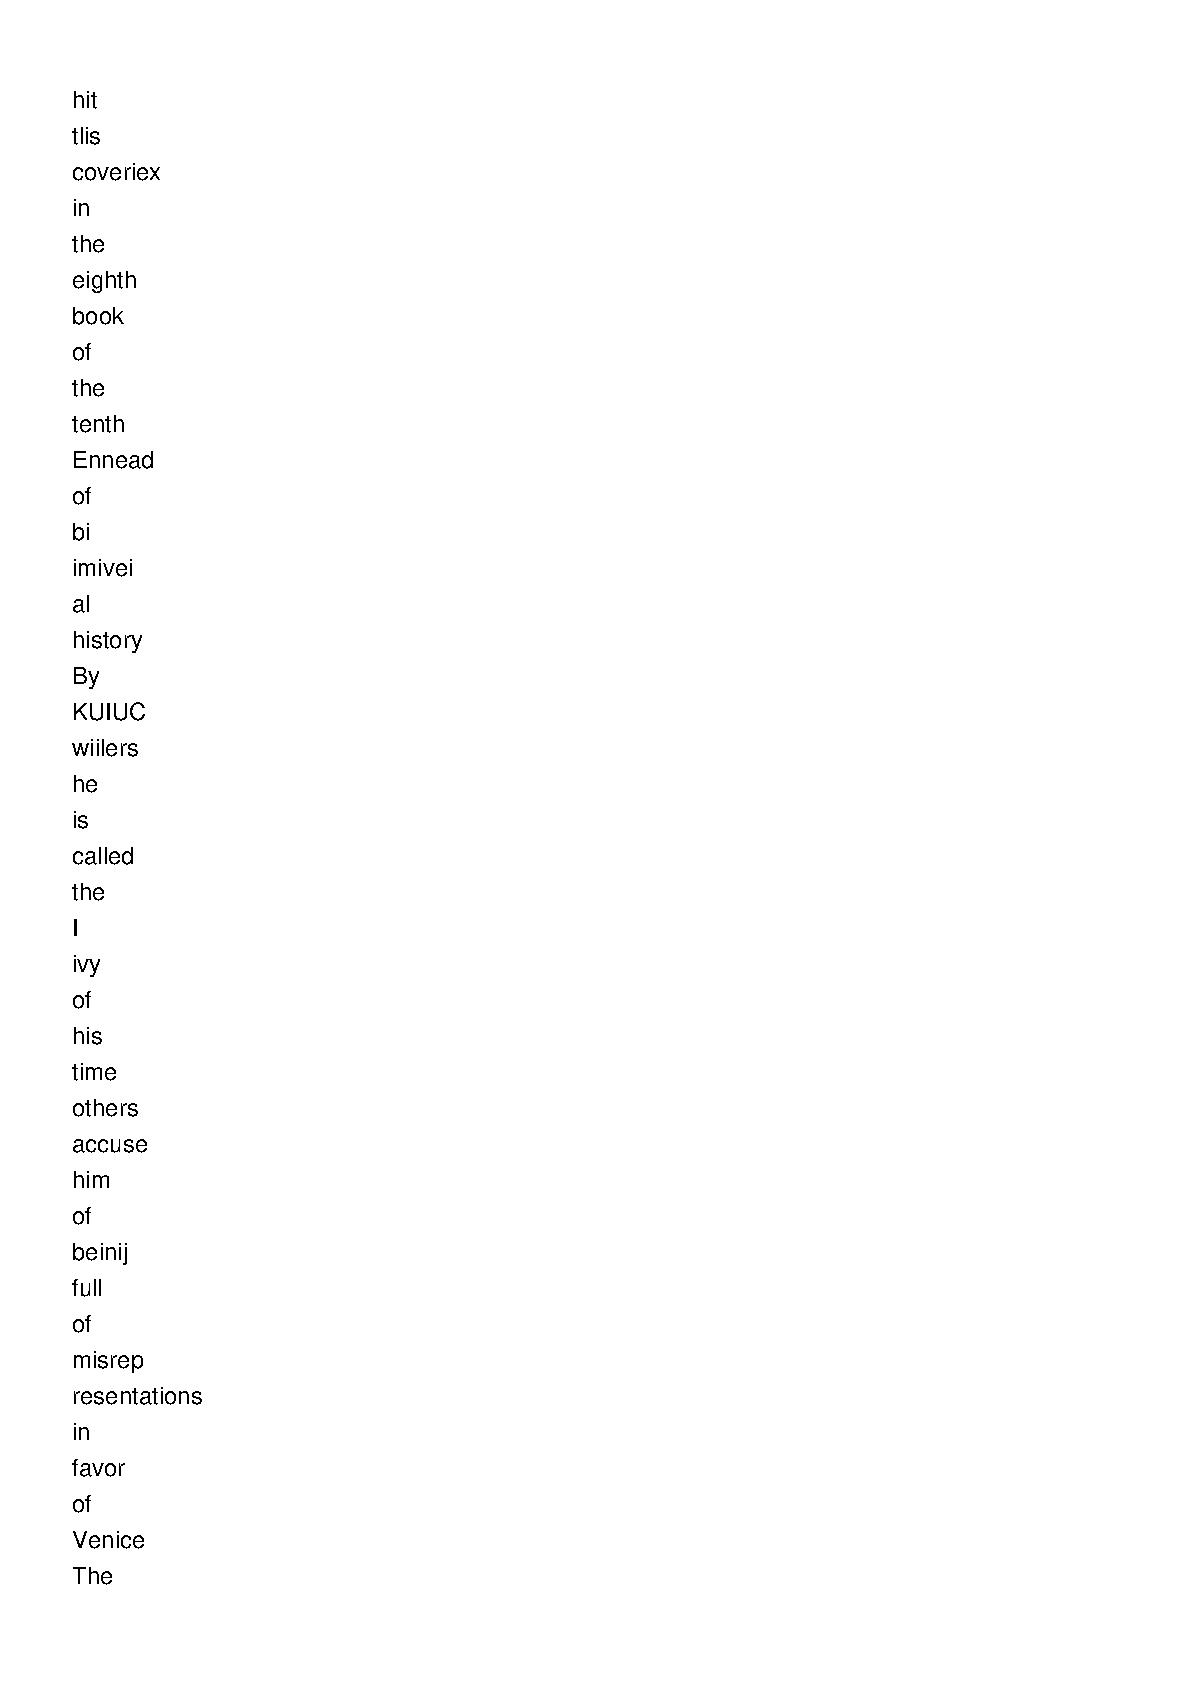 hit
tlis
coveriex
in
the
eighth
book
of
the
tenth
Ennead
of
bi
imivei
al
history
By
KUIUC
wiilers
he
is
called
the
I
ivy
of
his
time
others
accuse
him
of
beinij
full
of
misrep
resentations
in
favor
of
Venice
The